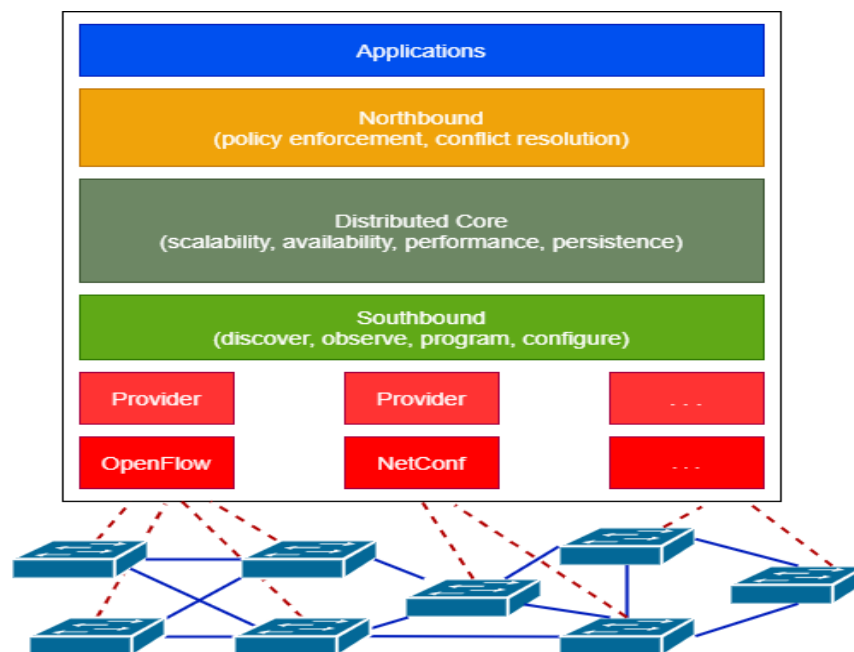 Applications
Northbound
(policy enforcement, conflict resolution)
Distributed Core
(scalability, availability, performance, persistence)
Southbound
(discover, observe, program, configure)
Provider
Provider
. . .
OpenFlow
NetConf
. . .